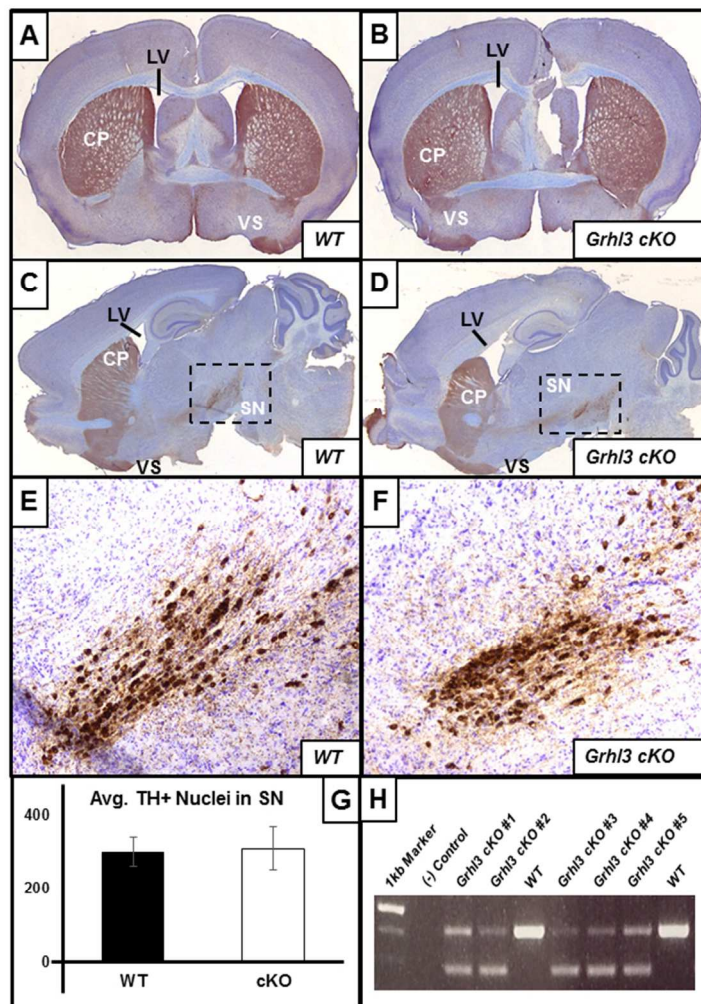 A
LV
CP
VS
WT
B
LV
CP
VS
Grhl3 cKO
C
LV
CP
SN
VS
WT
D
LV
CP
SN
VS
Grhl3 cKO
E
WT
F
Grhl3 cKO
G
Avg. TH+ Nuclei in SN
400
200
0
WT
cKO
H
1kb Marker
(-) Control
Grhl3 cKO #1
Grhl3 cKO #2
WT
Grhl3 cKO #3
Grhl3 cKO #4
Grhl3 cKO #5
WT